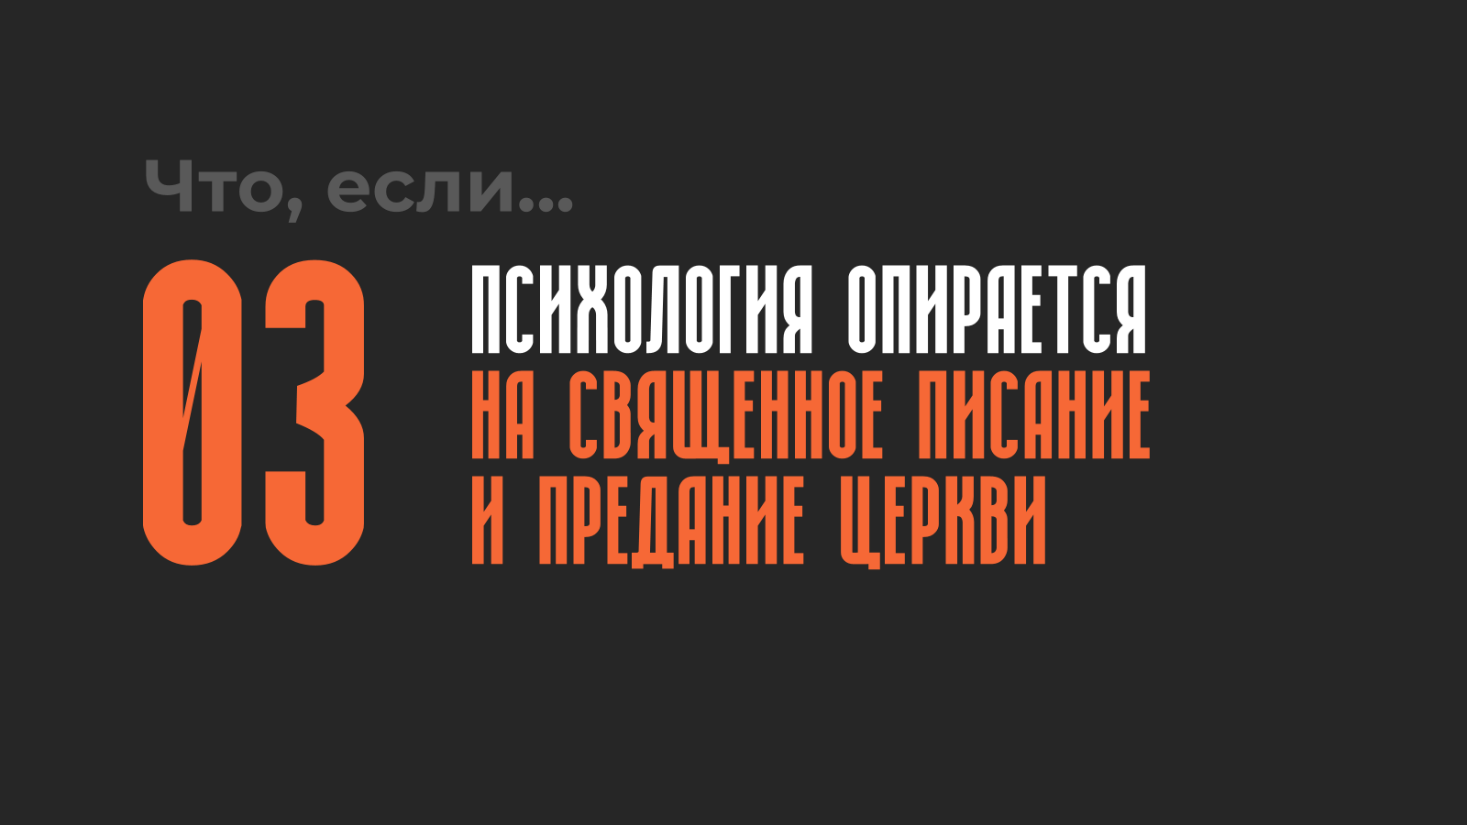 Что, если...
03
ПСИХОЛОГИЯ ОПИРАЕТСЯ
НА СВЯЩЕННОЕ ПИСАНИЕ
И ПРЕДАНИЕ ЦЕРКВИ